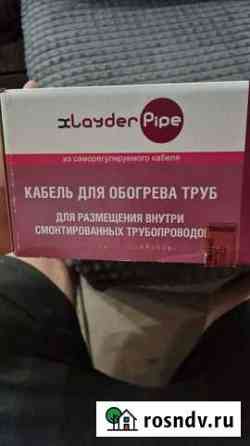 xLayder Pipe
из саморегулируемого кабеля
КАБЕЛЬ ДЛЯ ОБОГРЕВА ТРУБ
ДЛЯ РАЗМЕЩЕНИЯ ВНУТРИ
СМОНТИРОВАННЫХ ТРУБОПРОВОДОВ
rosndv.ru